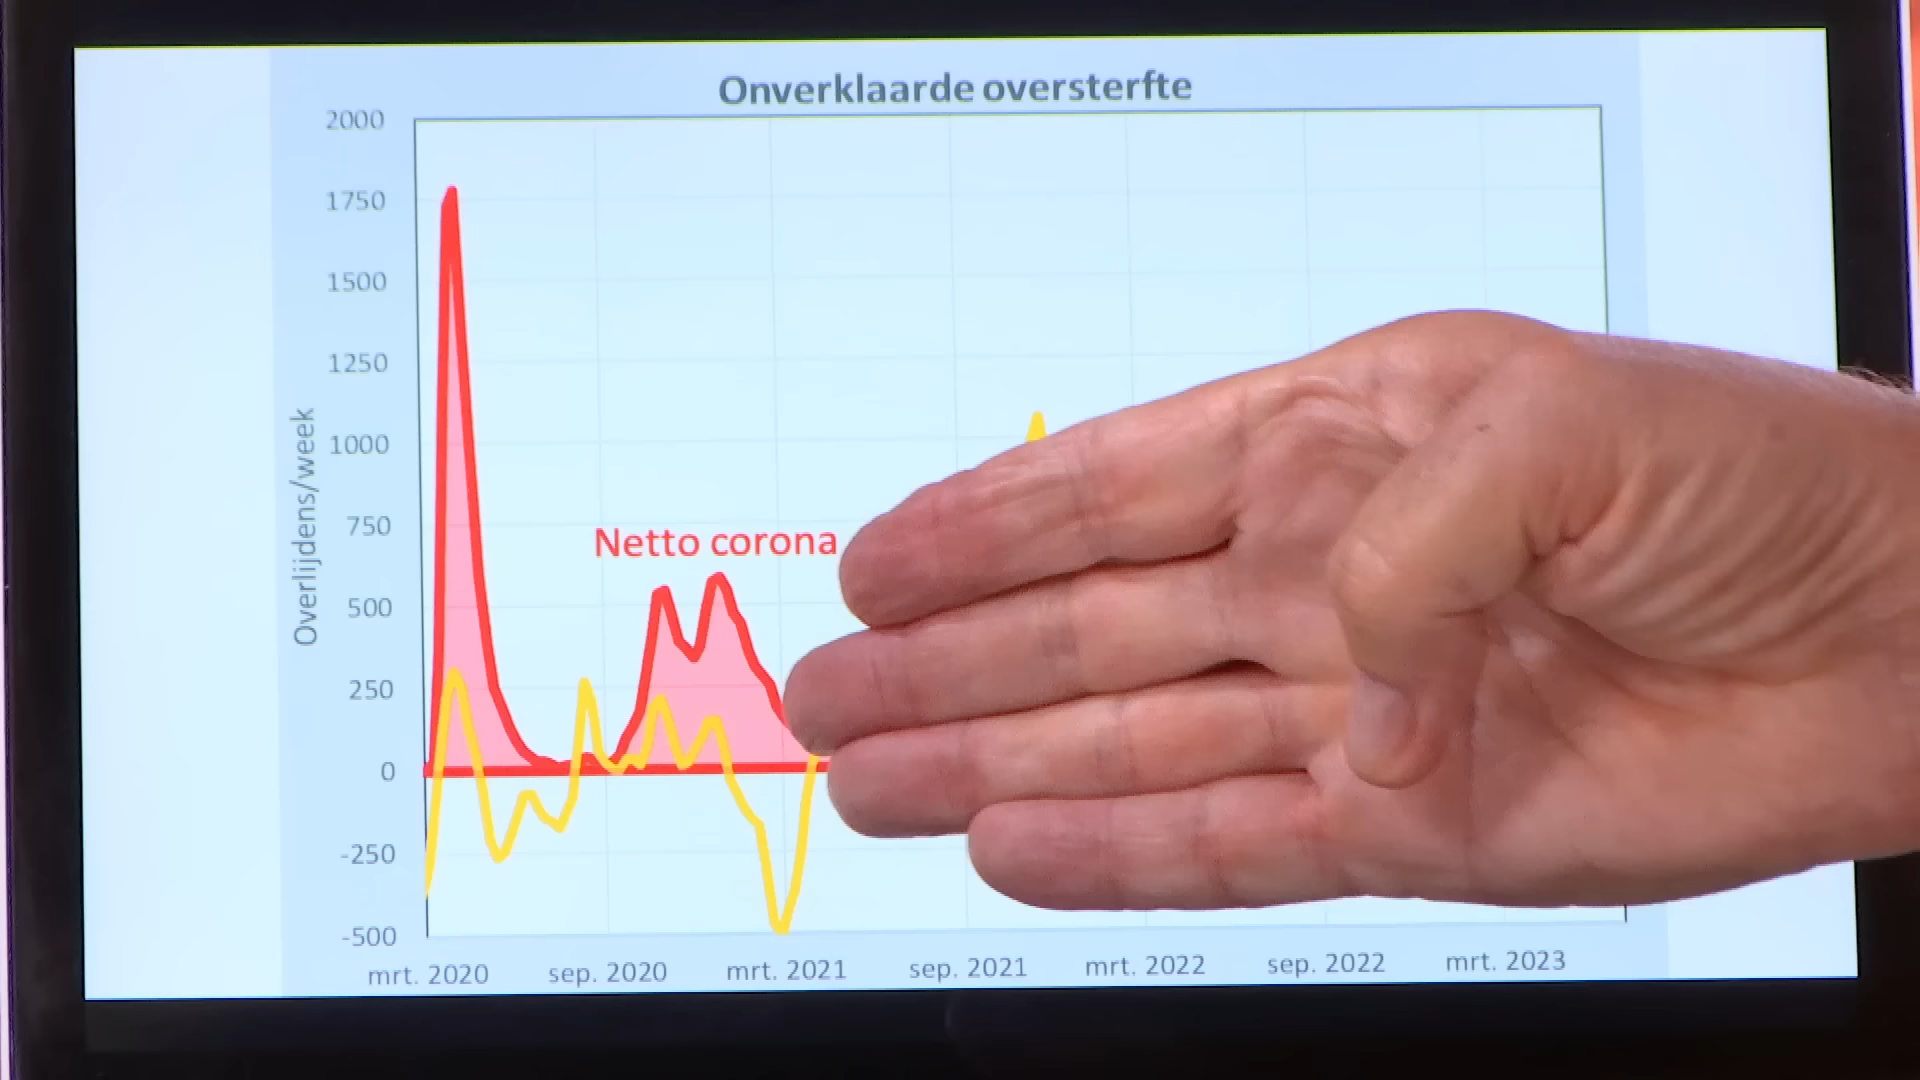 Onverklaarde oversterfte
2000
1750
1500
1250
1000
750
500
250
0
-250
-500
Overlijdens/week
Netto corona
mrt. 2020 sep. 2020 mrt. 2021 sep. 2021 mrt. 2022 sep. 2022 mrt. 2023